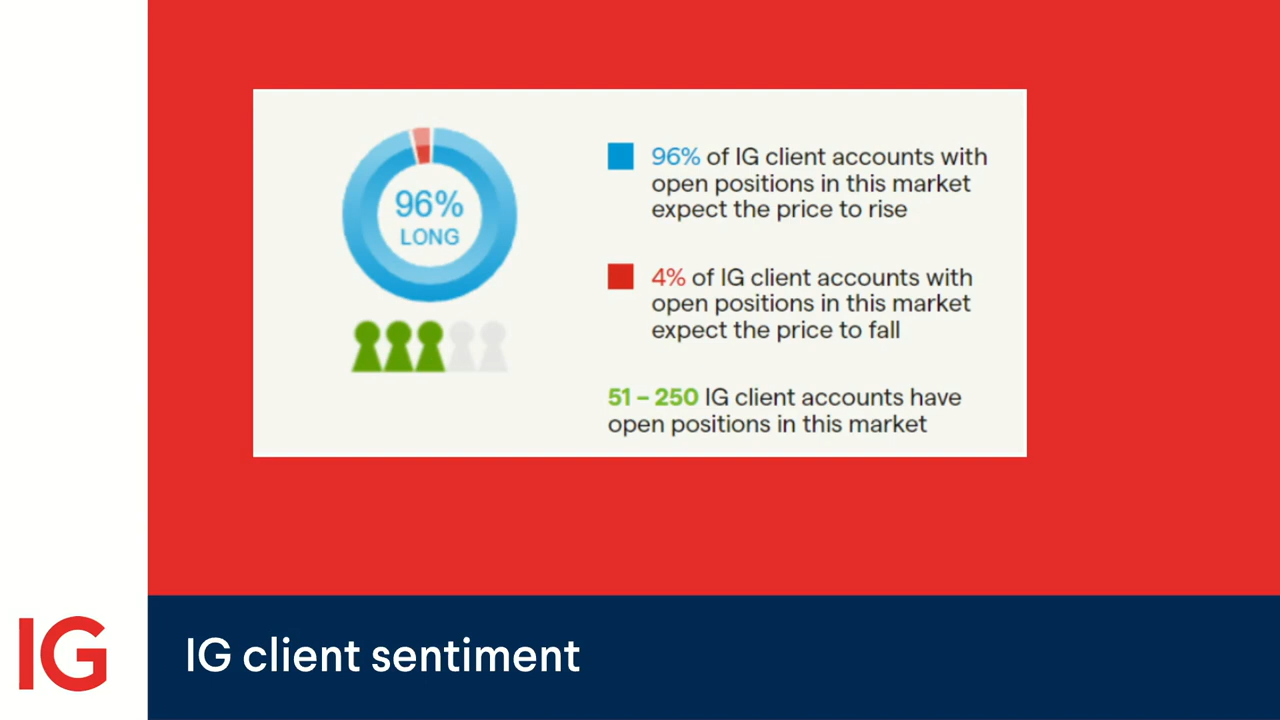 96%
LONG
96% of IG client accounts with
open positions in this market
expect the price to rise
4% of IG client accounts with
open positions in this market
expect the price to fall
51 – 250 IG client accounts have
open positions in this market
IG
IG client sentiment